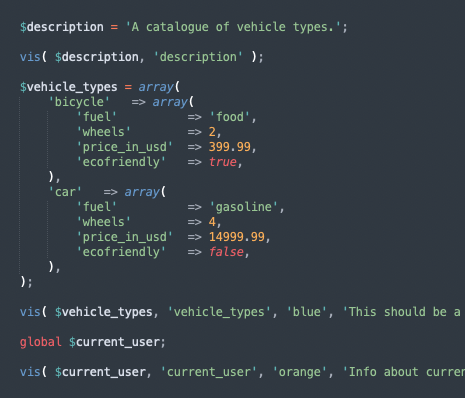 $description = 'A catalogue of vehicle types.';
vis( $description, 'description' );
$vehicle_types = array(
'bicycle' => array(
'fuel' => 'food',
'wheels' => 2,
'price_in_usd' => 399.99,
'ecofriendly' => true,
),
'car' => array(
'fuel' => 'gasoline',
'wheels' => 4,
'price_in_usd' => 14999.99,
'ecofriendly' => false,
),
);
vis( $vehicle_types, 'vehicle_types', 'blue', 'This should be a
global $current_user;
vis( $current_user, 'current_user', 'orange', 'Info about curren